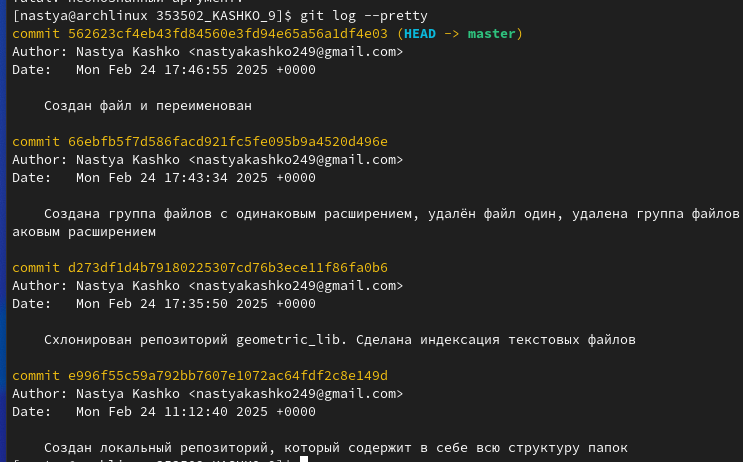 [nastya@archlinux 353502_KASHKO_9]$ git log --pretty
commit 562623cf4eb43fd84560e3fd94e65a56a1df4e03 (HEAD -> master)
Author: Nastya Kashko <nastyakashko249@gmail.com>
Date:   Mon Feb 24 17:46:55 2025 +0000
Создан файл и переименован
commit 66ebfb5f7d586facd921fc5fe095b9a4520d496e
Author: Nastya Kashko <nastyakashko249@gmail.com>
Date:   Mon Feb 24 17:43:34 2025 +0000
Создана группа файлов с одинаковым расширением, удалён файл один, удалена группа файлов
аковым расширением
commit d273df1d4b79180225307cd76b3ece11f86fa0b6
Author: Nastya Kashko <nastyakashko249@gmail.com>
Date:   Mon Feb 24 17:35:50 2025 +0000
Схлонирован репозиторий geometric_lib. Сделана индексация текстовых файлов
commit e996f55c59a792bb7607e1072ac64fdf2c8e149d
Author: Nastya Kashko <nastyakashko249@gmail.com>
Date:   Mon Feb 24 11:12:40 2025 +0000
Создан локальный репозиторий, который содержит в себе всю структуру папок